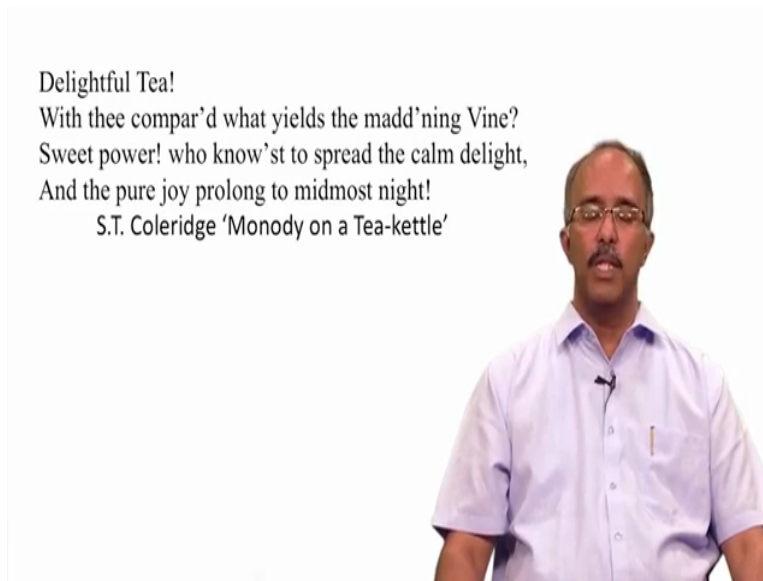 Delightful Tea!
With thee compar’d what yields the madd’ning Vine?
Sweet power! who know’st to spread the calm delight,
And the pure joy prolong to midmost night!
S.T. Coleridge ‘Monody on a Tea-kettle’